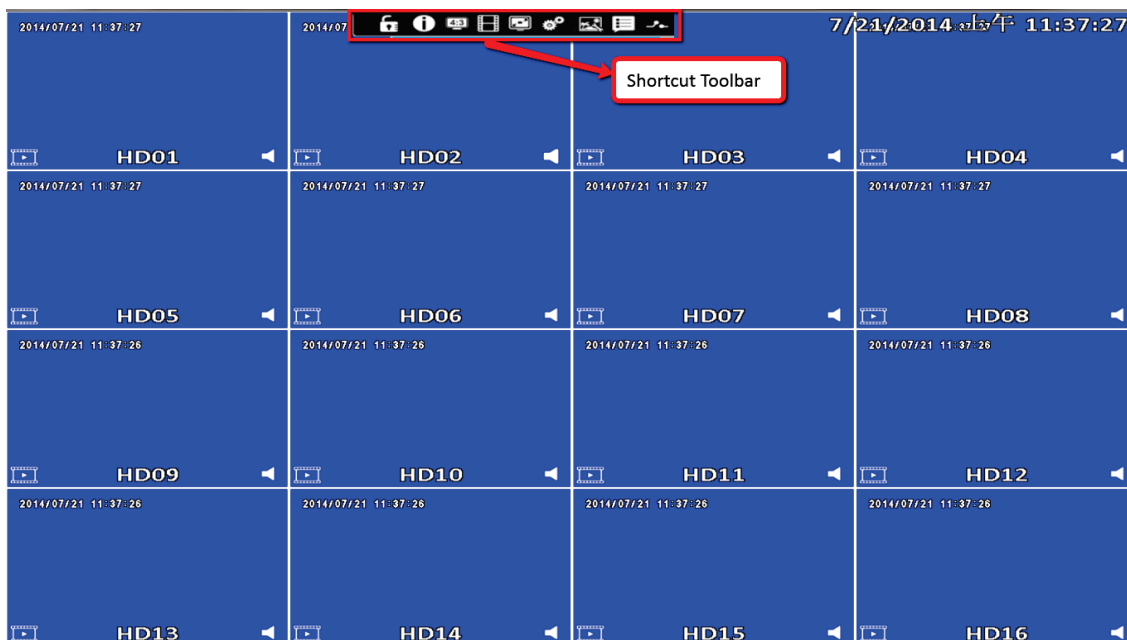 2014/07/21 11:37:27
2014/07
4:3
7/21/2014 上午 11:37:27
Shortcut Toolbar
HD01
HD02
HD03
HD04
2014/07/21 11:37:27
2014/07/21 11:37:27
2014/07/21 11:37:27
2014/07/21 11:37:27
HD05
HD06
HD07
HD08
2014/07/21 11:37:26
2014/07/21 11:37:26
2014/07/21 11:37:26
2014/07/21 11:37:26
HD09
HD10
HD11
HD12
2014/07/21 11:37:26
2014/07/21 11:37:26
2014/07/21 11:37:26
2014/07/21 11:37:26
HD13
HD14
HD15
HD16